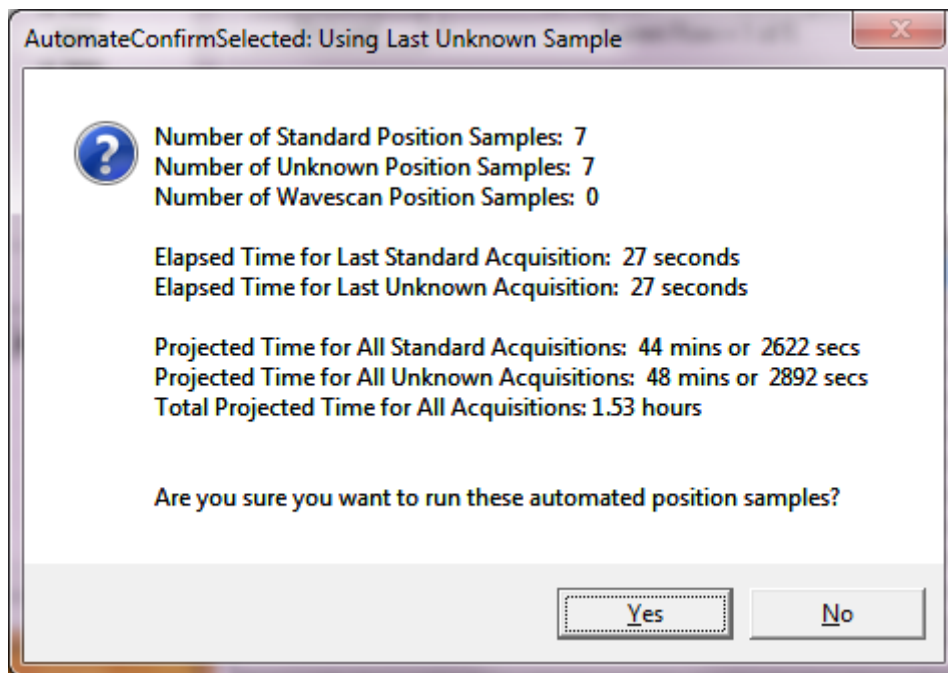 AutomateConfirmSelected: Using Last Unknown Sample
Number of Standard Position Samples: 7
Number of Unknown Position Samples: 7
Number of Wavescan Position Samples: 0
Elapsed Time for Last Standard Acquisition: 27 seconds
Elapsed Time for Last Unknown Acquisition: 27 seconds
Projected Time for All Standard Acquisitions: 44 mins or 2622 secs
Projected Time for All Unknown Acquisitions: 48 mins or 2892 secs
Total Projected Time for All Acquisitions: 1.53 hours
Are you sure you want to run these automated position samples?
Yes
No